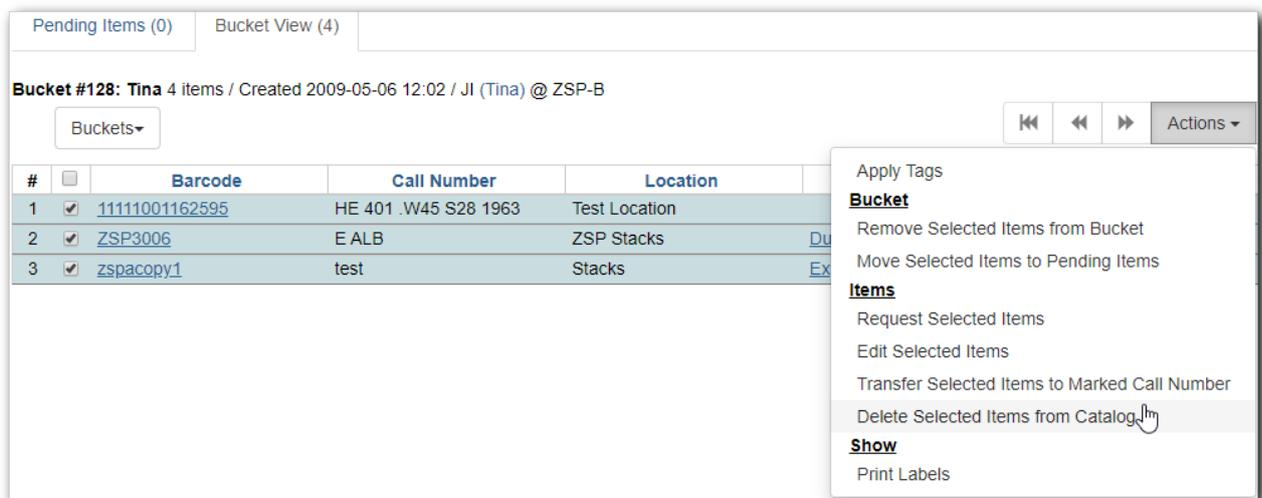 Pending Items (0) Bucket View (4)
Bucket #128: Tina 4 items / Created 2009-05-06 12:02 / JI (Tina) @ ZSP-B
Buckets
Actions
# Barcode Call Number Location
1 11111001162595 HE 401 .W45 S28 1963 Test Location
2 ZSP3006 E ALB ZSP Stacks Du
3 zspacopy1 test Stacks Ex
Apply Tags
Bucket
Remove Selected Items from Bucket
Move Selected Items to Pending Items
Items
Request Selected Items
Edit Selected Items
Transfer Selected Items to Marked Call Number
Delete Selected Items from Catalog
Show
Print Labels